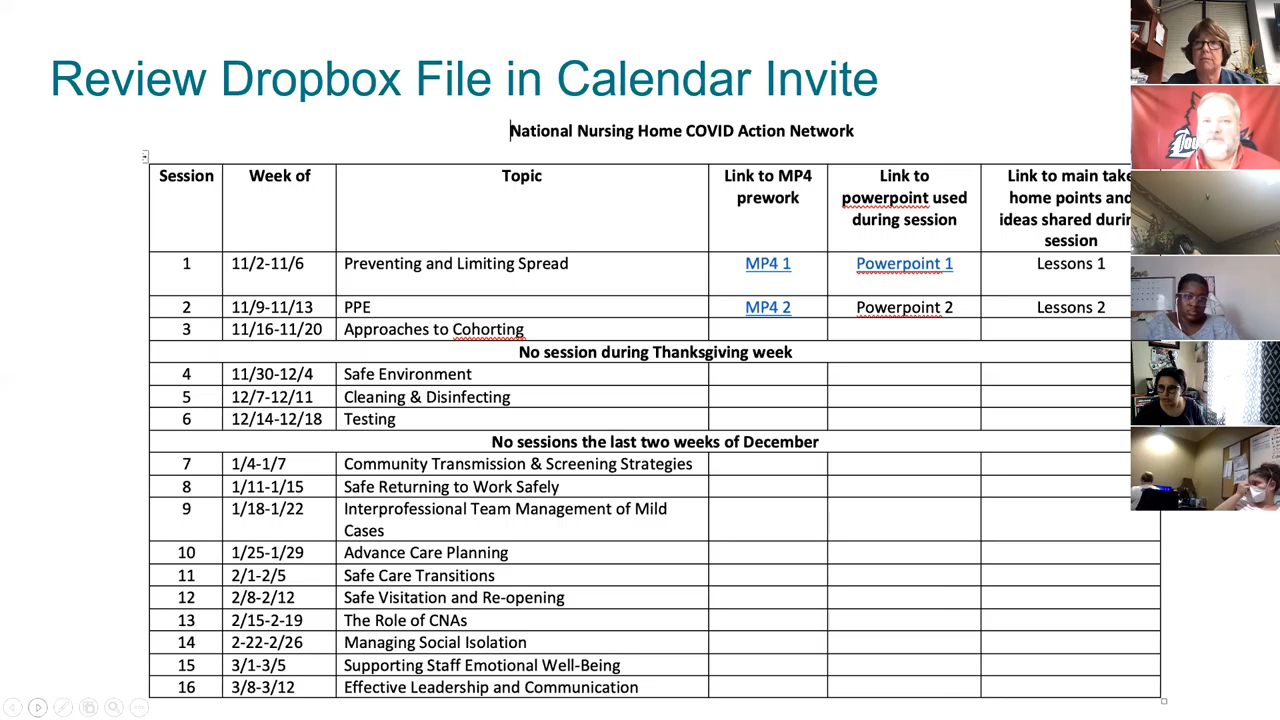 Review Dropbox File in Calendar Invite
National Nursing Home COVID Action Network
Session Week of Topic Link to MP4 prework Link to powerpoint used during session Link to main take home points and ideas shared during session
1 11/2-11/6 Preventing and Limiting Spread MP4 1 Powerpoint 1 Lessons 1
2 11/9-11/13 PPE MP4 2 Powerpoint 2 Lessons 2
3 11/16-11/20 Approaches to Cohorting
No session during Thanksgiving week
4 11/30-12/4 Safe Environment
5 12/7-12/11 Cleaning & Disinfecting
6 12/14-12/18 Testing
No sessions the last two weeks of December
7 1/4-1/7 Community Transmission & Screening Strategies
8 1/11-1/15 Safe Returning to Work Safely
9 1/18-1/22 Interprofessional Team Management of Mild
Cases
10 1/25-1/29 Advance Care Planning
11 2/1-2/5 Safe Care Transitions
12 2/8-2/12 Safe Visitation and Re-opening
13 2/15-2-19 The Role of CNAs
14 2-22-2/26 Managing Social Isolation
15 3/1-3/5 Supporting Staff Emotional Well-Being
16 3/8-3/12 Effective Leadership and Communication